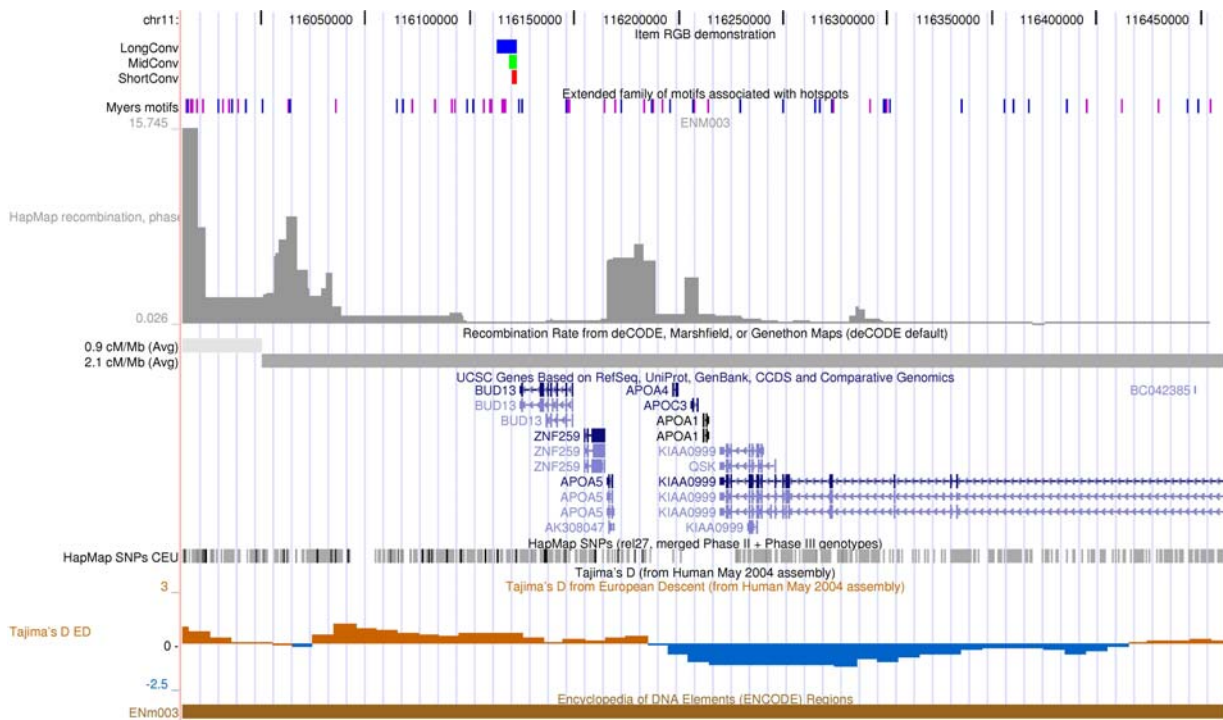 chr11: 116050000 116100000 116150000 116200000 116250000 116300000 116350000 116400000 116450000
Item RGB demonstration
LongConv
MidConv
ShortConv
Extended family of motifs associated with hotspots
Myers motifs
15.745 _
ENM003
HapMap recombination, phase
0.026 _
Recombination Rate from deCODE, Marshfield, or Genethon Maps (deCODE default)
0.9 cM/Mb (Avg)
2.1 cM/Mb (Avg)
UCSC Genes Based on RefSeq, UniProt, GenBank, CCDS and Comparative Genomics
BUD13 APOA4 BC042385
BUD13 APOC3
BUD13 APOA1
ZNF259 APOA1
ZNF259 KIAA0999
ZNF259 QSK
APOA5 KIAA0999
APOA5 KIAA0999
APOA5 KIAA0999
AK308047 KIAA0999
HapMap SNPs (rel27, merged Phase II + Phase III genotypes)
HapMap SNPs CEU
Tajima's D (from Human May 2004 assembly)
3 _
Tajima's D from European Descent (from Human May 2004 assembly)
Tajima's D ED
0 -
-2.5 _
Encyclopedia of DNA Elements (ENCODE) Regions
ENm003